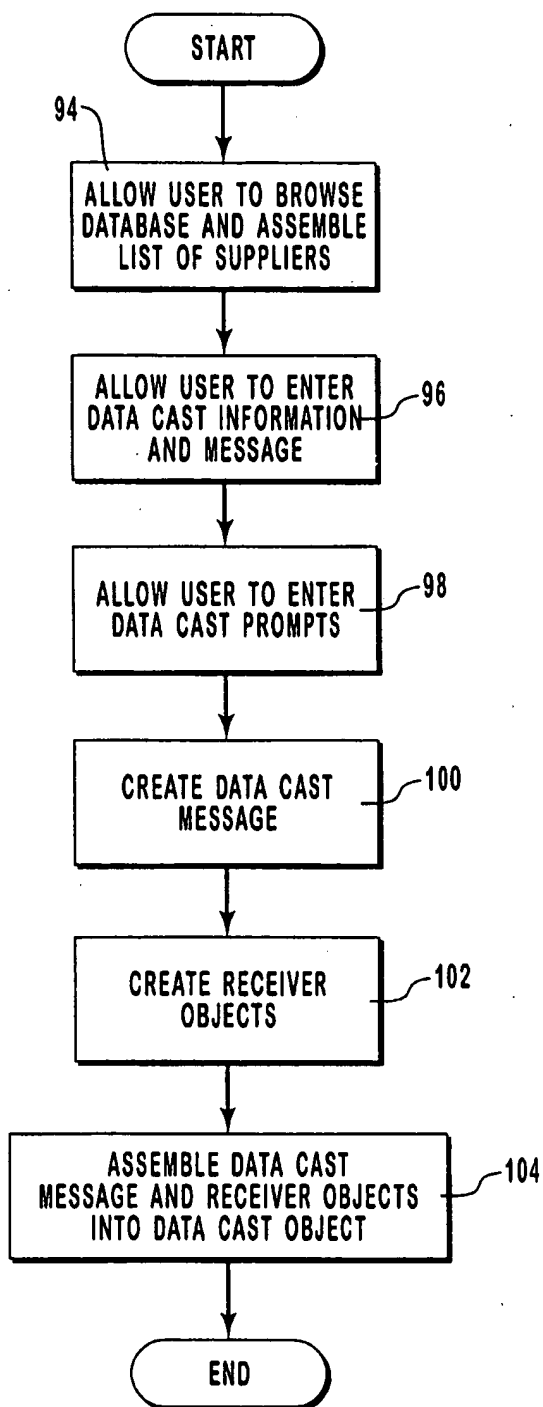 START
94
ALLOW USER TO BROWSE
DATABASE AND ASSEMBLE
LIST OF SUPPLIERS
ALLOW USER TO ENTER
DATA CAST INFORMATION
AND MESSAGE
96
ALLOW USER TO ENTER
DATA CAST PROMPTS
98
CREATE DATA CAST
MESSAGE
100
CREATE RECEIVER
OBJECTS
102
ASSEMBLE DATA CAST
MESSAGE AND RECEIVER OBJECTS
INTO DATA CAST OBJECT
104
END